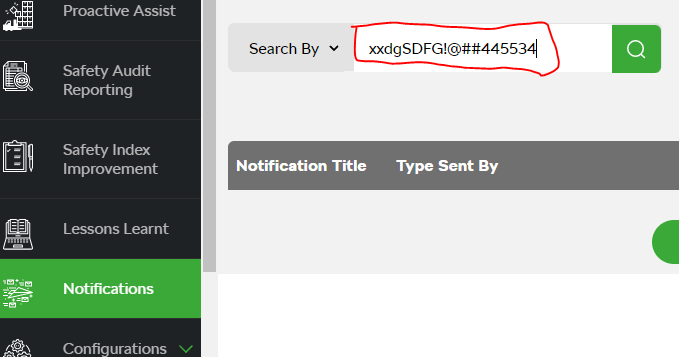 Proactive Assist
Search By
xxdgSDFG!@##445534
Safety Audit
Reporting
Safety Index
Improvement
Notification Title
Type Sent By
Lessons Learnt
Notifications
Configurations